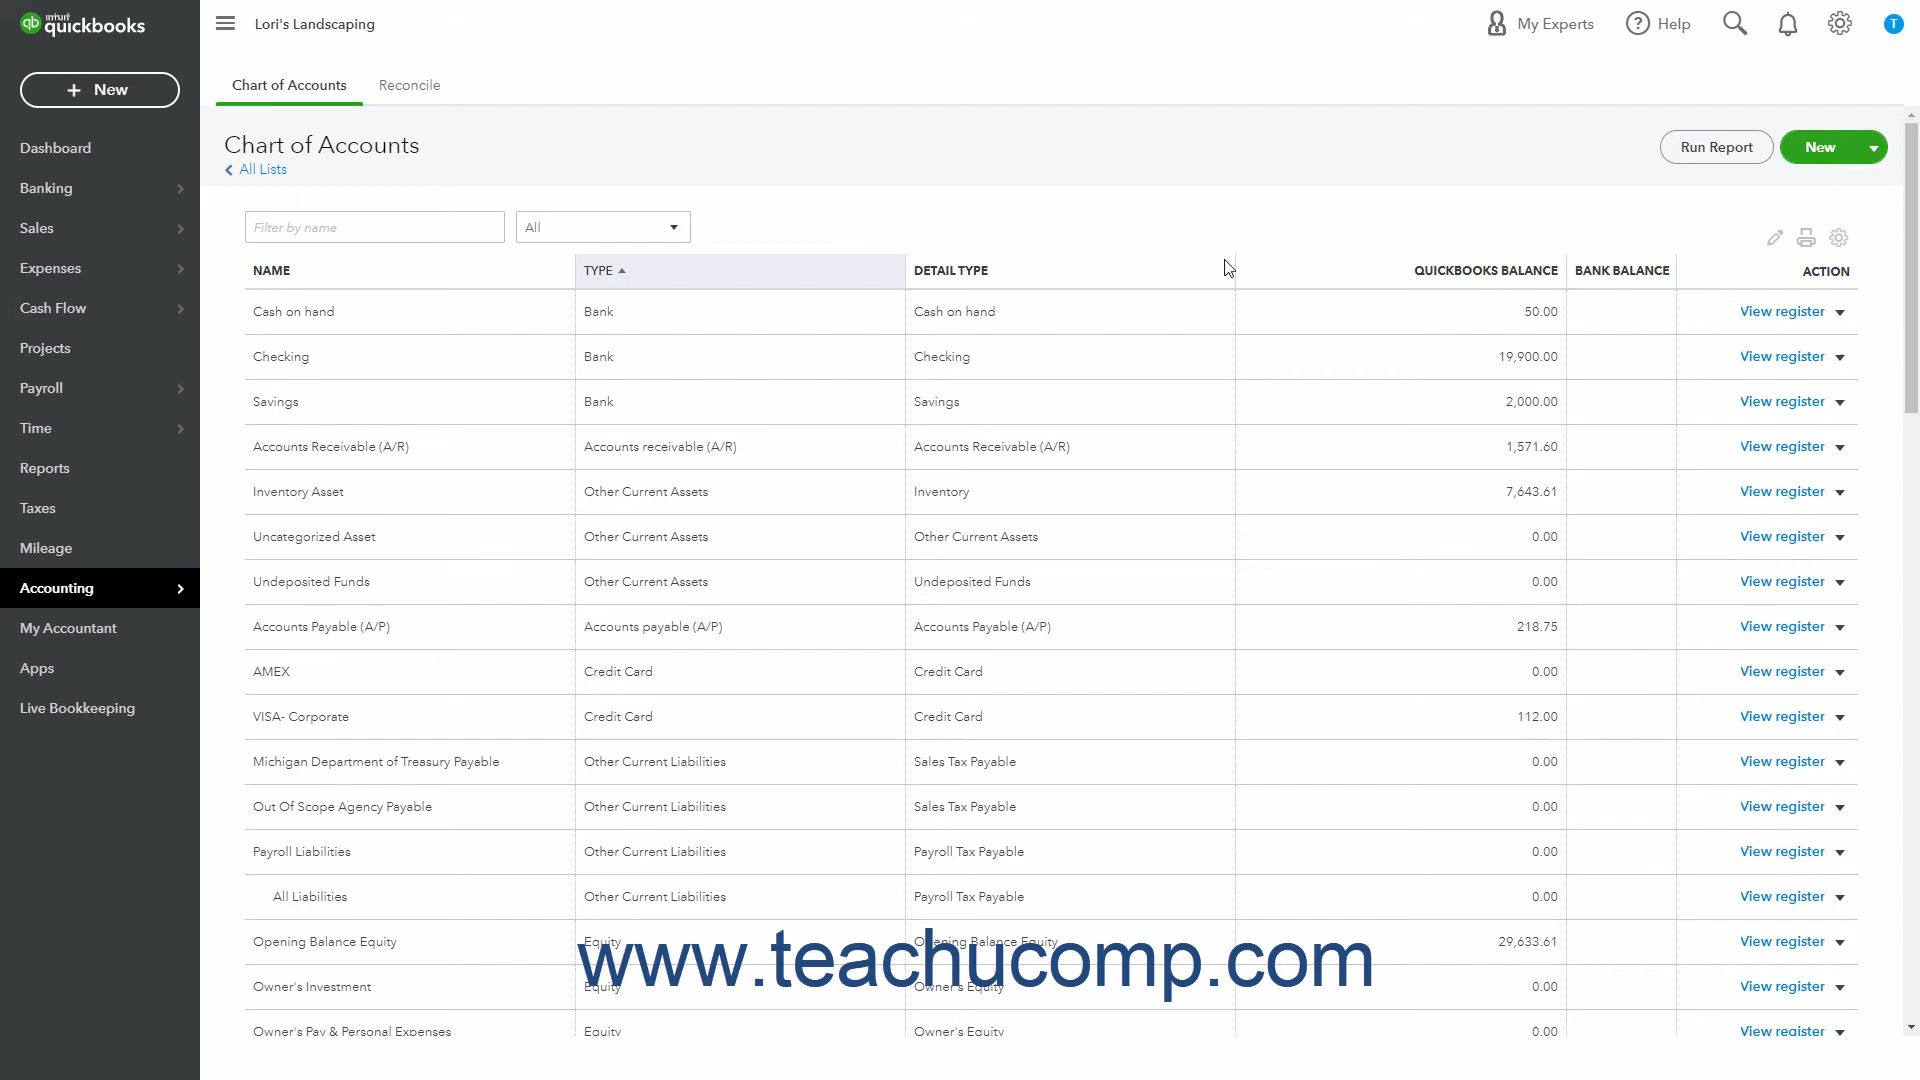 intuit
quickbooks
Lori's Landscaping
My Experts
Help
T
+ New
Chart of Accounts
Reconcile
Dashboard
Banking
Sales
Expenses
Cash Flow
Projects
Payroll
Time
Reports
Taxes
Mileage
Accounting
My Accountant
Apps
Live Bookkeeping
Chart of Accounts
All Lists
Run Report
New
Filter by name
All
NAME TYPE DETAIL TYPE QUICKBOOKS BALANCE BANK BALANCE ACTION
Cash on hand Bank Cash on hand 50.00 View register
Checking Bank Checking 19,900.00 View register
Savings Bank Savings 2,000.00 View register
Accounts Receivable (A/R) Accounts receivable (A/R) Accounts Receivable (A/R) 1,571.60 View register
Inventory Asset Other Current Assets Inventory 7,643.61 View register
Uncategorized Asset Other Current Assets Other Current Assets 0.00 View register
Undeposited Funds Other Current Assets Undeposited Funds 0.00 View register
Accounts Payable (A/P) Accounts payable (A/P) Accounts Payable (A/P) 218.75 View register
AMEX Credit Card Credit Card 0.00 View register
VISA- Corporate Credit Card Credit Card 112.00 View register
Michigan Department of Treasury Payable Other Current Liabilities Sales Tax Payable 0.00 View register
Out Of Scope Agency Payable Other Current Liabilities Sales Tax Payable 0.00 View register
Payroll Liabilities Other Current Liabilities Payroll Tax Payable 0.00 View register
All Liabilities Other Current Liabilities Payroll Tax Payable 0.00 View register
Opening Balance Equity Equity Opening Balance Equity 29,633.61 View register
www.teachucomp.com
Owner's Investment Equity Owner's Equity 0.00 View register
Owner's Pay & Personal Expenses Equity Owner's Equity 0.00 View register